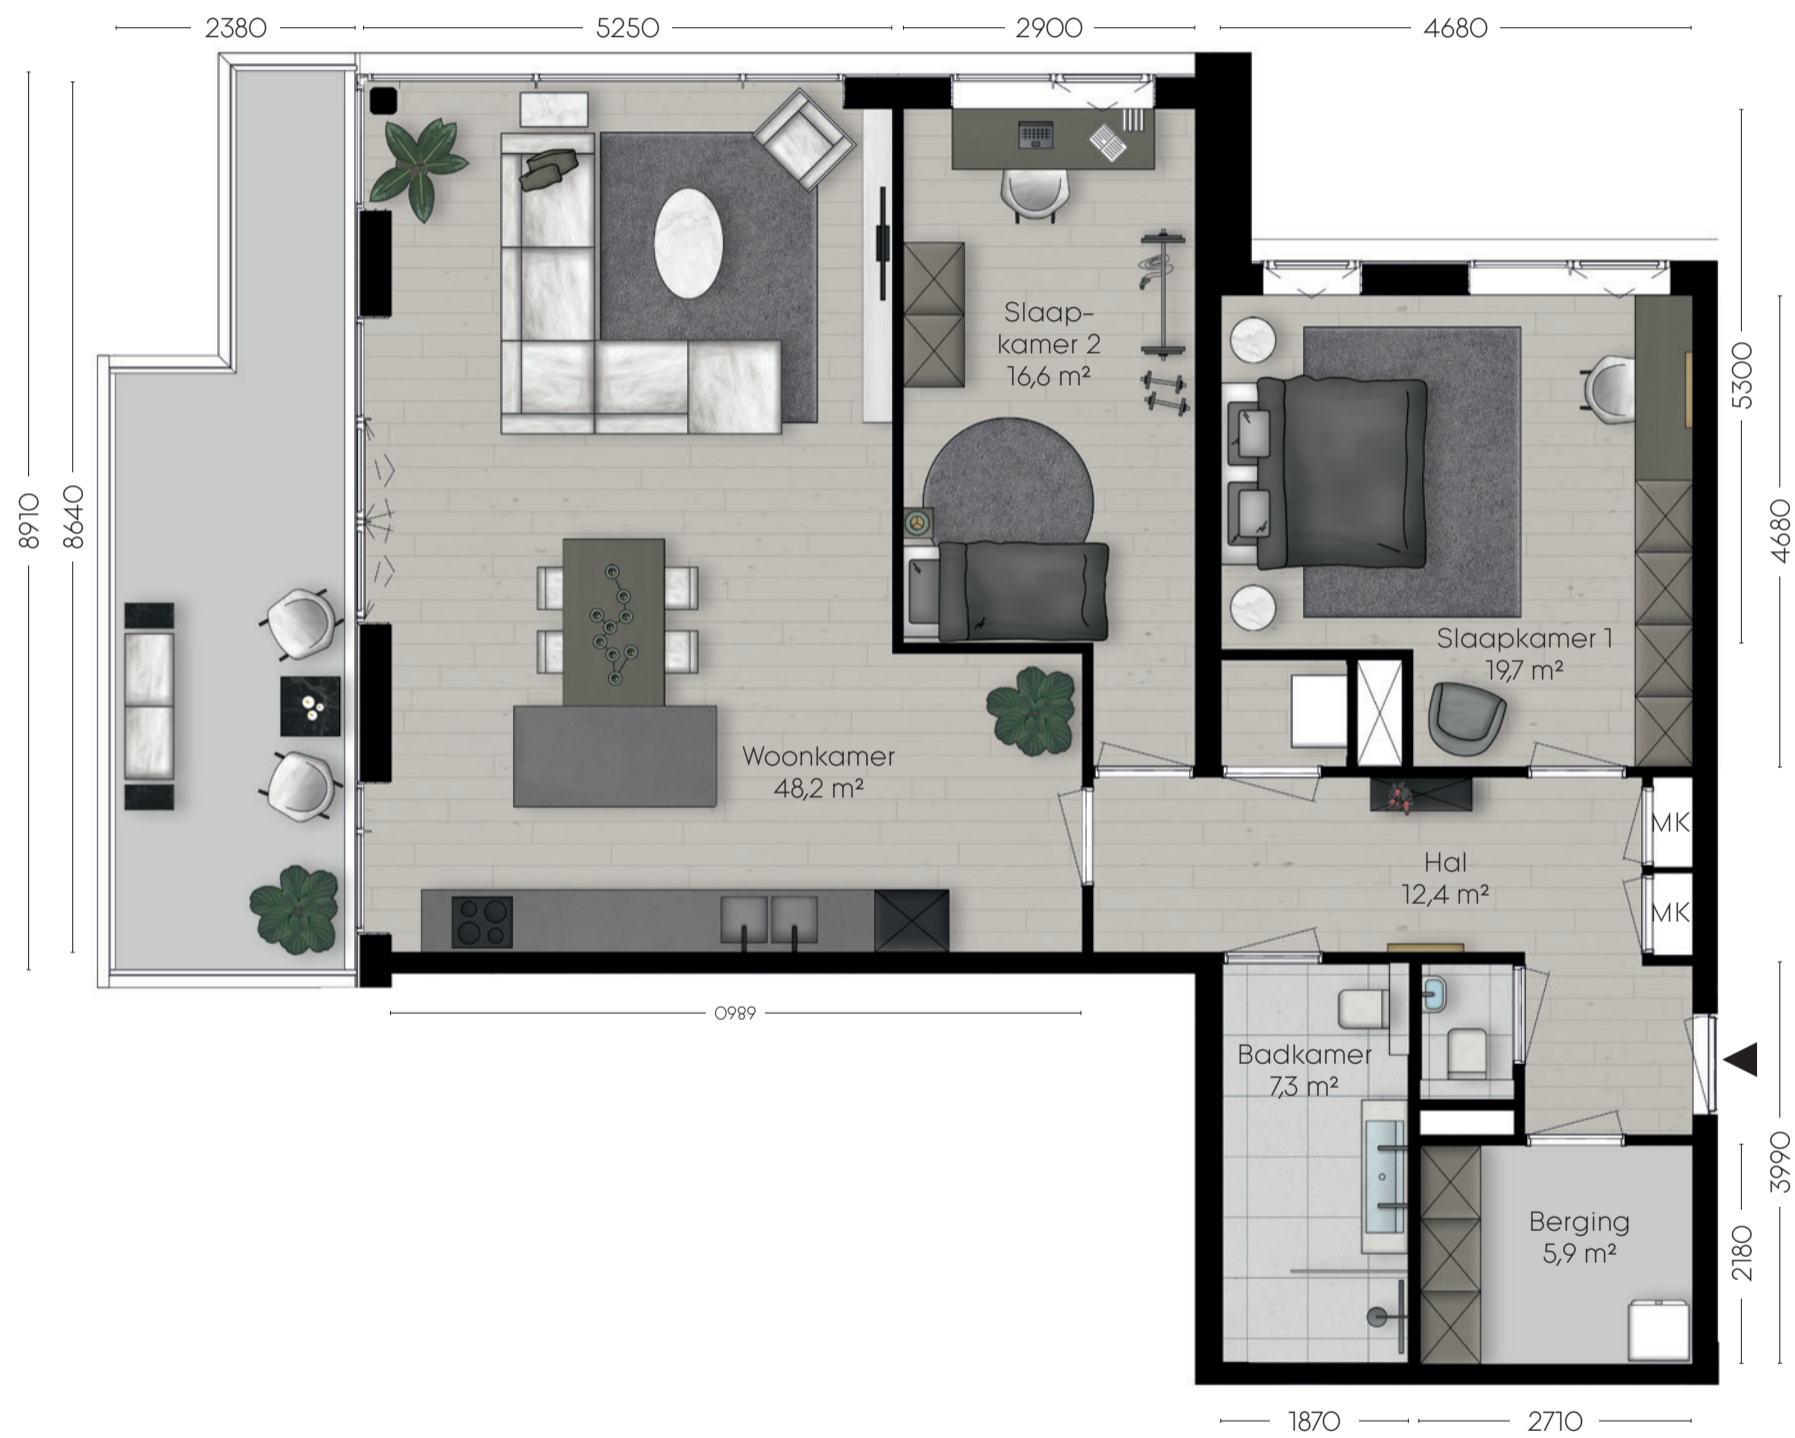 2380
5250
2900
4680
8910
8640
5300
4680
Slaap-
kamer 2
16,6 m²
Slaapkamer 1
19,7 m²
Woonkamer
48,2 m²
MK
Hal
12,4 m²
MK
6860
Badkamer
7,3 m²
3990
2180
Berging
5,9 m²
1870
2710